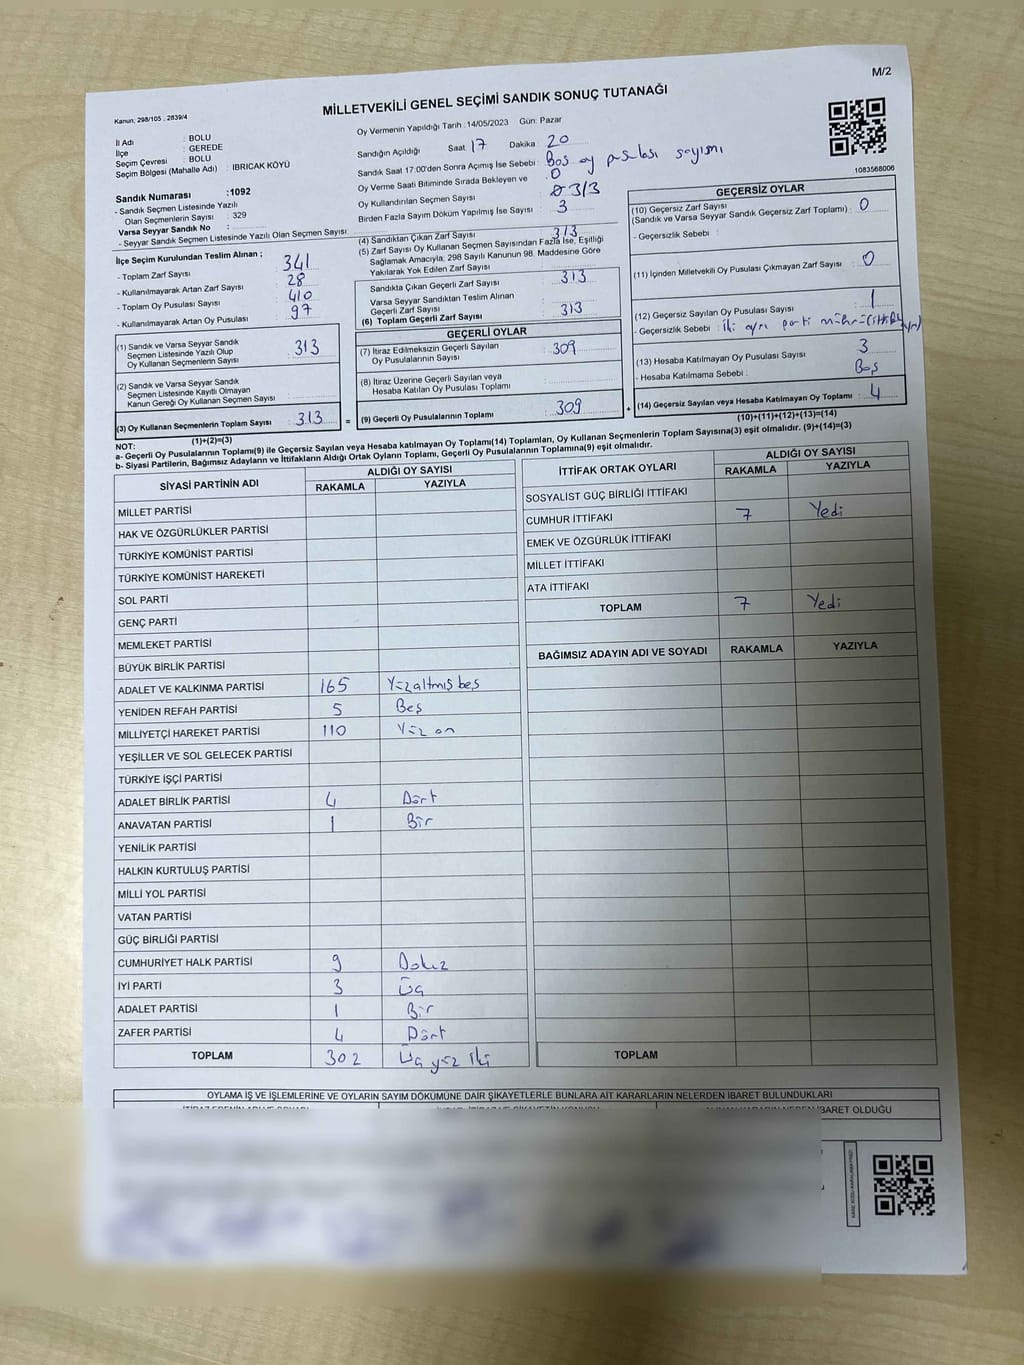 M/2
MİLLETVEKİLİ GENEL SEÇİMİ SANDIK SONUÇ TUTANAĞI
Kanun: 298/105 , 2839/4
İl Adı : BOLU
İlçe : GEREDE
Seçim Çevresi : BOLU
Seçim Bölgesi (Mahalle Adı) : IBRICAK KÖYÜ
Sandık Numarası :1092
- Sandık Seçmen Listesinde Yazılı
Olan Seçmenlerin Sayısı : 329
Varsa Seyyar Sandık No :
- Seyyar Sandık Seçmen Listesinde Yazılı Olan Seçmen Sayısı :
Oy Vermenin Yapıldığı Tarih : 14/05/2023 Gün: Pazar
Sandığın Açıldığı Saat 17 Dakika 20
Sandık Saat 17:00'den Sonra Açımış İse Sebebi : Boş oy pusulası sayımı
Oy Verme Saati Bitiminde Sırada Bekleyen ve : 0
Oy Kullandırılan Seçmen Sayısı 313
Birden Fazla Sayım Döküm Yapılmış İse Sayısı : 3
1083568006
İlçe Seçim Kurulundan Teslim Alınan ;
- Toplam Zarf Sayısı : 341
- Kullanılmayarak Artan Zarf Sayısı : 28
- Toplam Oy Pusulası Sayısı : 410
- Kullanılmayarak Artan Oy Pusulası : 97
(1) Sandık ve Varsa Seyyar Sandık
Seçmen Listesinde Yazılı Olup
Oy Kullanan Seçmenlerin Sayısı : 313
(2) Sandık ve Varsa Seyyar Sandık
Seçmen Listesinde Kayıtlı Olmayan
Kanun Gereği Oy Kullanan Seçmen Sayısı :
(3) Oy Kullanan Seçmenlerin Toplam Sayısı : 313 =
(1)+(2)=(3)
(4) Sandıktan Çıkan Zarf Sayısı : 313
(5) Zarf Sayısı Oy Kullanan Seçmen Sayısından Fazla İse, Eşitliği
Sağlamak Amacıyla; 298 Sayılı Kanunun 98. Maddesine Göre
Yakılarak Yok Edilen Zarf Sayısı :
Sandıkta Çıkan Geçerli Zarf Sayısı : 313
Varsa Seyyar Sandıktan Teslim Alınan
Geçerli Zarf Sayısı :
(6) Toplam Geçerli Zarf Sayısı : 313
GEÇERLİ OYLAR
(7) İtiraz Edilmeksizin Geçerli Sayılan
Oy Pusulalarının Sayısı : 309
(8) İtiraz Üzerine Geçerli Sayılan veya
Hesaba Katılan Oy Pusulası Toplamı :
(9) Geçerli Oy Pusulalarının Toplamı : 309 +
GEÇERSİZ OYLAR
(10) Geçersiz Zarf Sayısı
(Sandık ve Varsa Seyyar Sandık Geçersiz Zarf Toplamı) : 0
- Geçersizlik Sebebi :
(11) İçinden Milletvekili Oy Pusulası Çıkmayan Zarf Sayısı : 0
(12) Geçersiz Sayılan Oy Pusulası Sayısı : 1
- Geçersizlik Sebebi : İki ayrı parti
(13) Hesaba Katılmayan Oy Pusulası Sayısı : 3
- Hesaba Katılmama Sebebi : Boş
(14) Geçersiz Sayılan veya Hesaba Katılmayan Oy Toplamı : 4
(10)+(11)+(12)+(13)=(14)
NOT:
a- Geçerli Oy Pusulalarının Toplamı(9) ile Geçersiz Sayılan veya Hesaba katılmayan Oy Toplamı(14) Toplamları, Oy Kullanan Seçmenlerin Toplam Sayısına(3) eşit olmalıdır. (9)+(14)=(3)
b- Siyasi Partilerin, Bağımsız Adayların ve İttifakların Aldığı Ortak Oyların Toplamı, Geçerli Oy Pusulalarının Toplamına(9) eşit olmalıdır.
SİYASİ PARTİNİN ADI ALDIĞI OY SAYISI
RAKAMLA YAZIYLA
MİLLET PARTİSİ
HAK VE ÖZGÜRLÜKLER PARTİSİ
TÜRKİYE KOMÜNİST PARTİSİ
TÜRKİYE KOMÜNİST HAREKETİ
SOL PARTİ
GENÇ PARTİ
MEMLEKET PARTİSİ
BÜYÜK BİRLİK PARTİSİ
ADALET VE KALKINMA PARTİSİ 165 Yüzaltmış beş
YENİDEN REFAH PARTİSİ 5 Beş
MİLLİYETÇİ HAREKET PARTİSİ 110 Yüz on
YEŞİLLER VE SOL GELECEK PARTİSİ
TÜRKİYE İŞÇİ PARTİSİ
ADALET BİRLİK PARTİSİ 4 Dört
ANAVATAN PARTİSİ 1 Bir
YENİLİK PARTİSİ
HALKIN KURTULUŞ PARTİSİ
MİLLİ YOL PARTİSİ
VATAN PARTİSİ
GÜÇ BİRLİĞİ PARTİSİ
CUMHURİYET HALK PARTİSİ 9 Dokuz
İYİ PARTİ 3 Üç
ADALET PARTİSİ 1 Bir
ZAFER PARTİSİ 4 Dört
TOPLAM 302 Üç yüz iki
İTTİFAK ORTAK OYLARI ALDIĞI OY SAYISI
RAKAMLA YAZIYLA
SOSYALİST GÜÇ BİRLİĞİ İTTİFAKI
CUMHUR İTTİFAKI 7 Yedi
EMEK VE ÖZGÜRLÜK İTTİFAKI
MİLLET İTTİFAKI
ATA İTTİFAKI
TOPLAM 7 Yedi
BAĞIMSIZ ADAYIN ADI VE SOYADI RAKAMLA YAZIYLA
TOPLAM
OYLAMA İŞ VE İŞLEMLERİNE VE OYLARIN SAYIM DÖKÜMÜNE DAİR ŞİKAYETLERLE BUNLARA AİT KARARLARIN NELERDEN İBARET BULUNDUKLARI
İBARET OLDUĞU